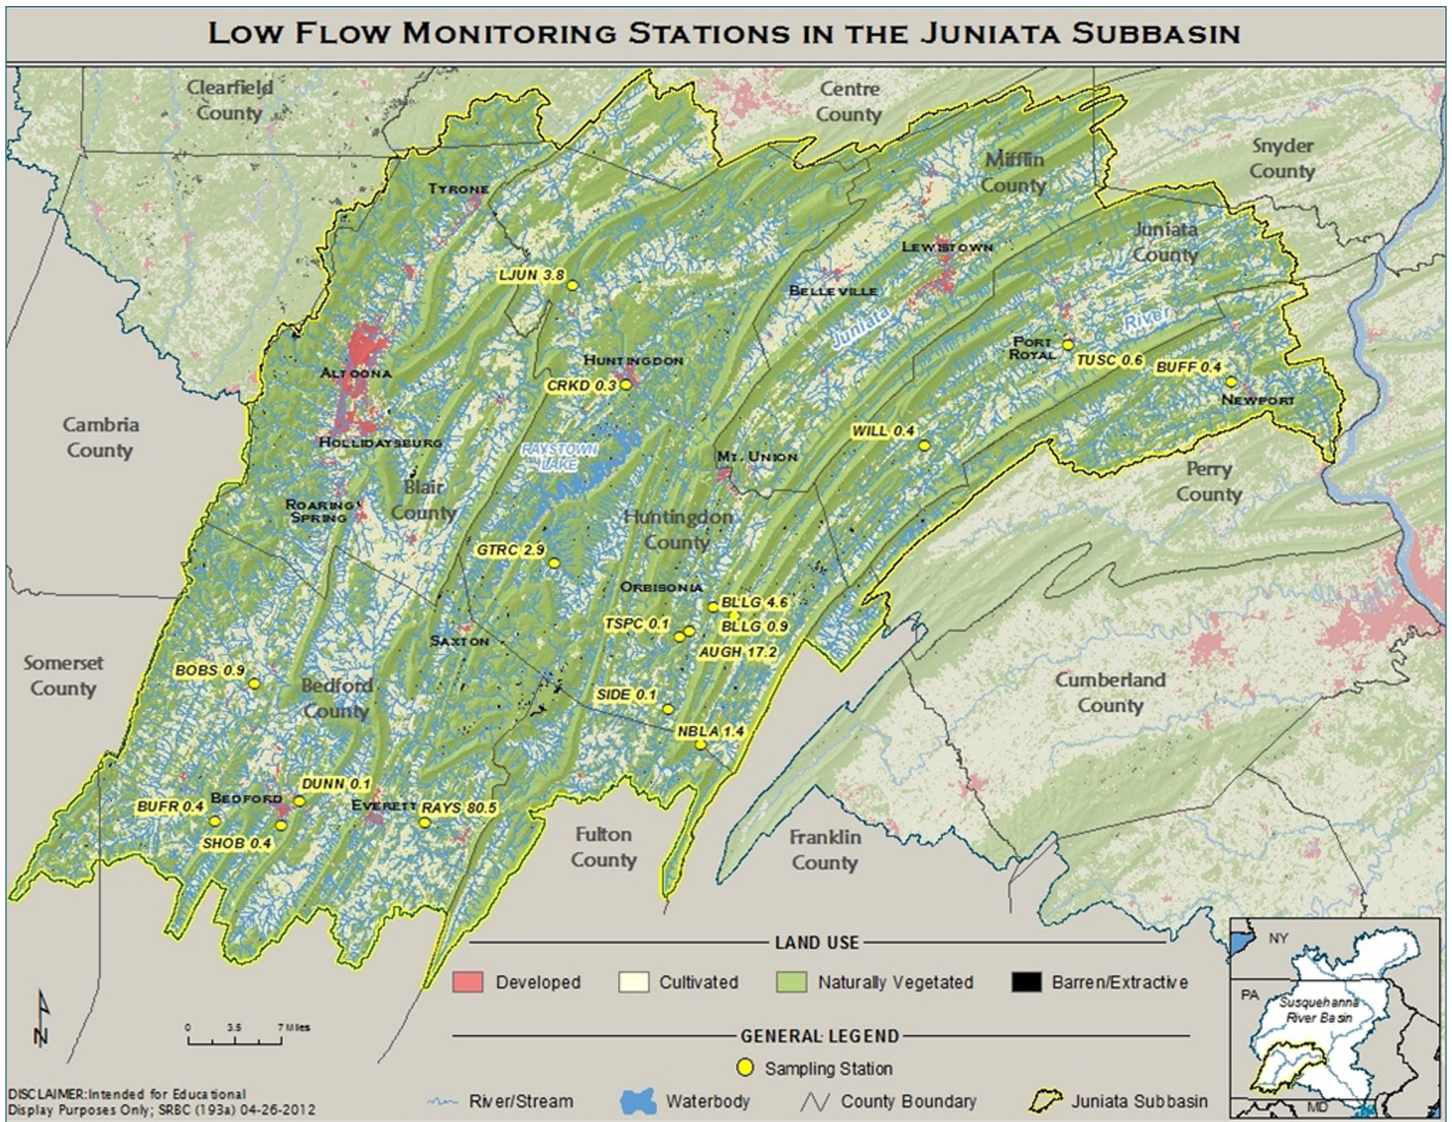 LOW FLOW MONITORING STATIONS IN THE JUNIATA SUBBASIN
Clearfield
County
Centre
County
Snyder
County
Mifflin
County
TYRONE
Juniata
County
LEWISTOWN
LJUN 3.8
BELLEVILLE
Juniata
River
PORT
ROYAL
HUNTINGDON
TUSC 0.6
BUFF 0.4
ALTOONA
CRKD 0.3
NEWPORT
Cambria
County
HOLLIDAYSBURG
RAYSTOWN
LAKE
WILL 0.4
MT. UNION
Perry
County
Blair
County
ROARING
SPRING
Huntingdon
County
GTRC 2.9
ORBISONIA
BLLG 4.6
TSPC 0.1
BLLG 0.9
SAXTON
AUGH 17.2
Somerset
County
BOBS 0.9
Bedford
County
SIDE 0.1
Cumberland
County
NBLA 1.4
DUNN 0.1
BUFR 0.4
BEDFORD
EVERETT
RAYS 80.5
SHOB 0.4
Fulton
County
Franklin
County
LAND USE
Developed
Cultivated
Naturally Vegetated
Barren/Extractive
GENERAL LEGEND
Sampling Station
River/Stream
Waterbody
County Boundary
Juniata Subbasin
N
0 3.5 7 Miles
DISCLAIMER:Intended for Educational
Display Purposes Only; SRBC (193a) 04-26-2012
NY
PA
Susquehanna
River Basin
MD